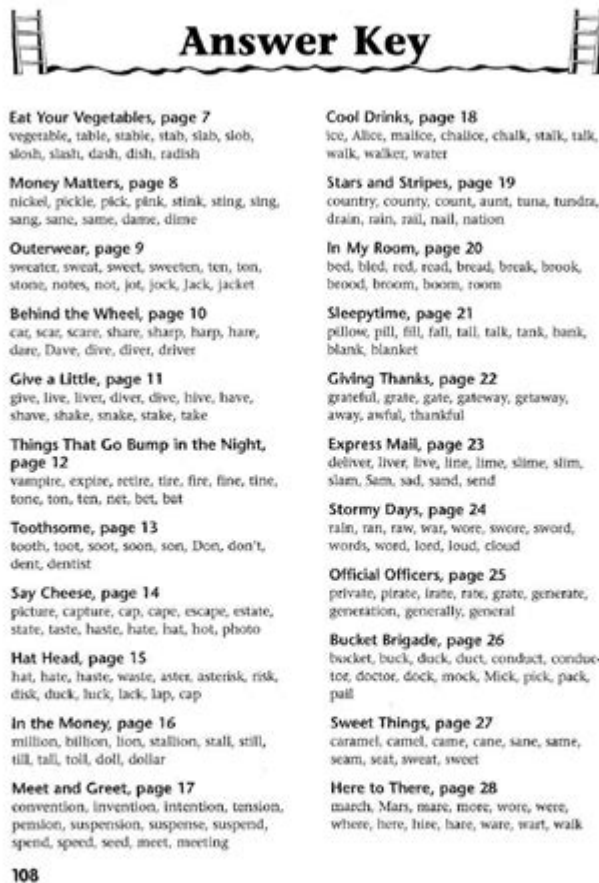 Answer Key
Eat Your Vegetables, page 7
vegetable, table, stable, stab, slab, slob,
slosh, slash, dash, dish, radish
Money Matters, page 8
nickel, pickle, pick, pink, stink, sting, sing,
sang, sane, same, dame, dime
Outerwear, page 9
sweater, sweat, sweet, sweeten, ten, ton,
stone, notes, not, jot, jock, Jack, jacket
Behind the Wheel, page 10
car, scar, scare, share, sharp, harp, hare,
dare, Dave, dive, diver, driver
Give a Little, page 11
give, live, liver, diver, dive, hive, have,
shave, shake, snake, stake, take
Things That Go Bump in the Night,
page 12
vampire, expire, retire, tire, fire, fine, tine,
tone, ton, ten, net, bet, bat
Toothsome, page 13
tooth, toot, soot, soon, son, Don, don't,
dent, dentist
Say Cheese, page 14
picture, capture, cap, cape, escape, estate,
state, taste, haste, hate, hat, hot, photo
Hat Head, page 15
hat, hate, haste, waste, aster, asterisk, risk,
disk, duck, luck, lack, lap, cap
In the Money, page 16
million, billion, lion, stallion, stall, still,
till, tall, toll, doll, dollar
Meet and Greet, page 17
convention, invention, intention, tension,
pension, suspension, suspense, suspend,
spend, speed, seed, meet, meeting
Cool Drinks, page 18
ice, Alice, malice, chalice, chalk, stalk, talk,
walk, walker, water
Stars and Stripes, page 19
country, county, count, aunt, tuna, tundra,
drain, rain, rail, nail, nation
In My Room, page 20
bed, bled, red, read, bread, break, brook,
brood, broom, boom, room
Sleepytime, page 21
pillow, pill, fill, fall, tall, talk, tank, bank,
blank, blanket
Giving Thanks, page 22
grateful, grate, gate, gateway, getaway,
away, awful, thankful
Express Mail, page 23
deliver, liver, live, line, lime, slime, slim,
slam, Sam, sad, sand, send
Stormy Days, page 24
rain, ran, raw, war, wore, swore, sword,
words, word, lord, loud, cloud
Official Officers, page 25
private, pirate, irate, rate, grate, generate,
generation, generally, general
Bucket Brigade, page 26
bucket, buck, duck, duct, conduct, conduc-
tor, doctor, dock, mock, Mick, pick, pack,
pail
Sweet Things, page 27
caramel, camel, came, cane, sane, same,
seam, seat, sweat, sweet
Here to There, page 28
march, Mars, mare, more, wore, were,
where, here, hire, hare, ware, wart, walk
108